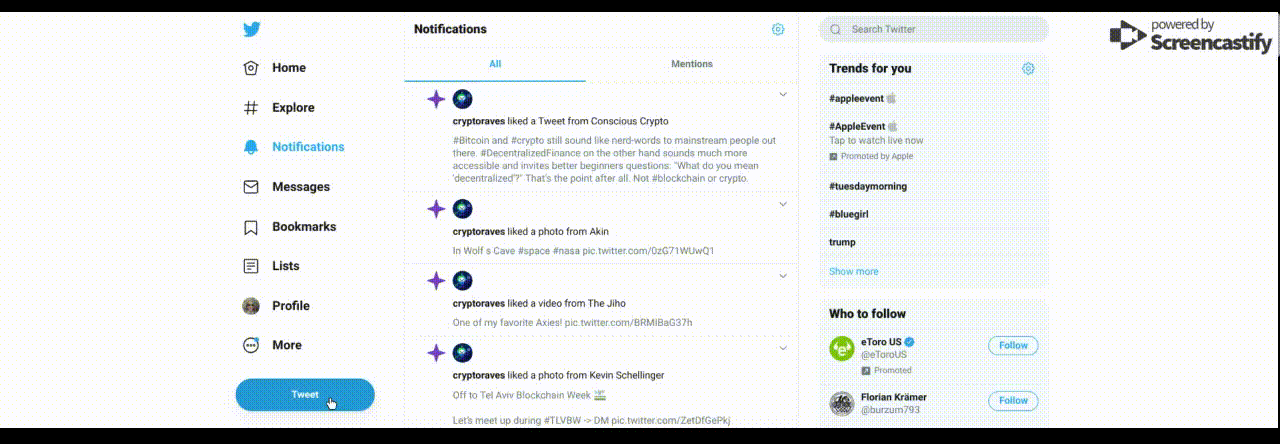 Home
Explore
Notifications
Messages
Bookmarks
Lists
Profile
More
Tweet
Notifications
All
Mentions
cryptoraves liked a Tweet from Conscious Crypto
#Bitcoin and #crypto still sound like nerd-words to mainstream people out
there. #DecentralizedFinance on the other hand sounds much more
accessible and invites better beginners questions. "What do you mean
'decentralized'?" That's the point after all. Not #blockchain or crypto.
cryptoraves liked a photo from Akin
In Wolf s Cave #space #nasa pic.twitter.com/0zG71WUwQ1
cryptoraves liked a video from The Jiho
One of my favorite Axies! pic.twitter.com/BRMIBaG37h
cryptoraves liked a photo from Kevin Schellinger
Off to Tel Aviv Blockchain Week
Let's meet up during #TLVBW -> DM pic.twitter.com/ZetDfGePkj
Search Twitter
Trends for you
#appleevent
#AppleEvent
Tap to watch live now
Promoted by Apple
#tuesdaymorning
#bluegirl
trump
Show more
Who to follow
eToro US
@eToroUS
Follow
Promoted
Florian Krämer
@burzum793
Follow
powered by
Screencastify